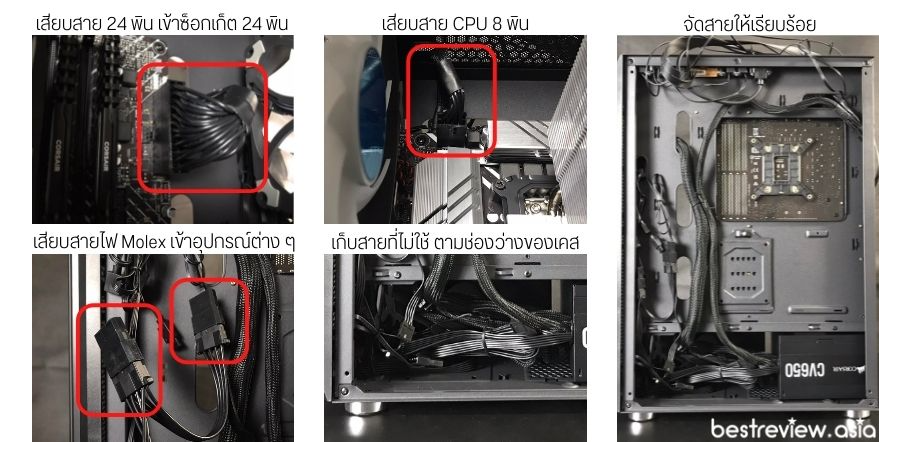 เสียบสาย 24 พิน เข้าซ็อกเก็ต 24 พิน
เสียบสาย CPU 8 พิน
จัดสายให้เรียบร้อย
CORSAIR
CORSAIR
เสียบสายไฟ Molex เข้าอุปกรณ์ต่าง ๆ
เก็บสายที่ไม่ใช้ ตามช่องว่างของเคส
CORSAIR
CV650
bestreview.asia